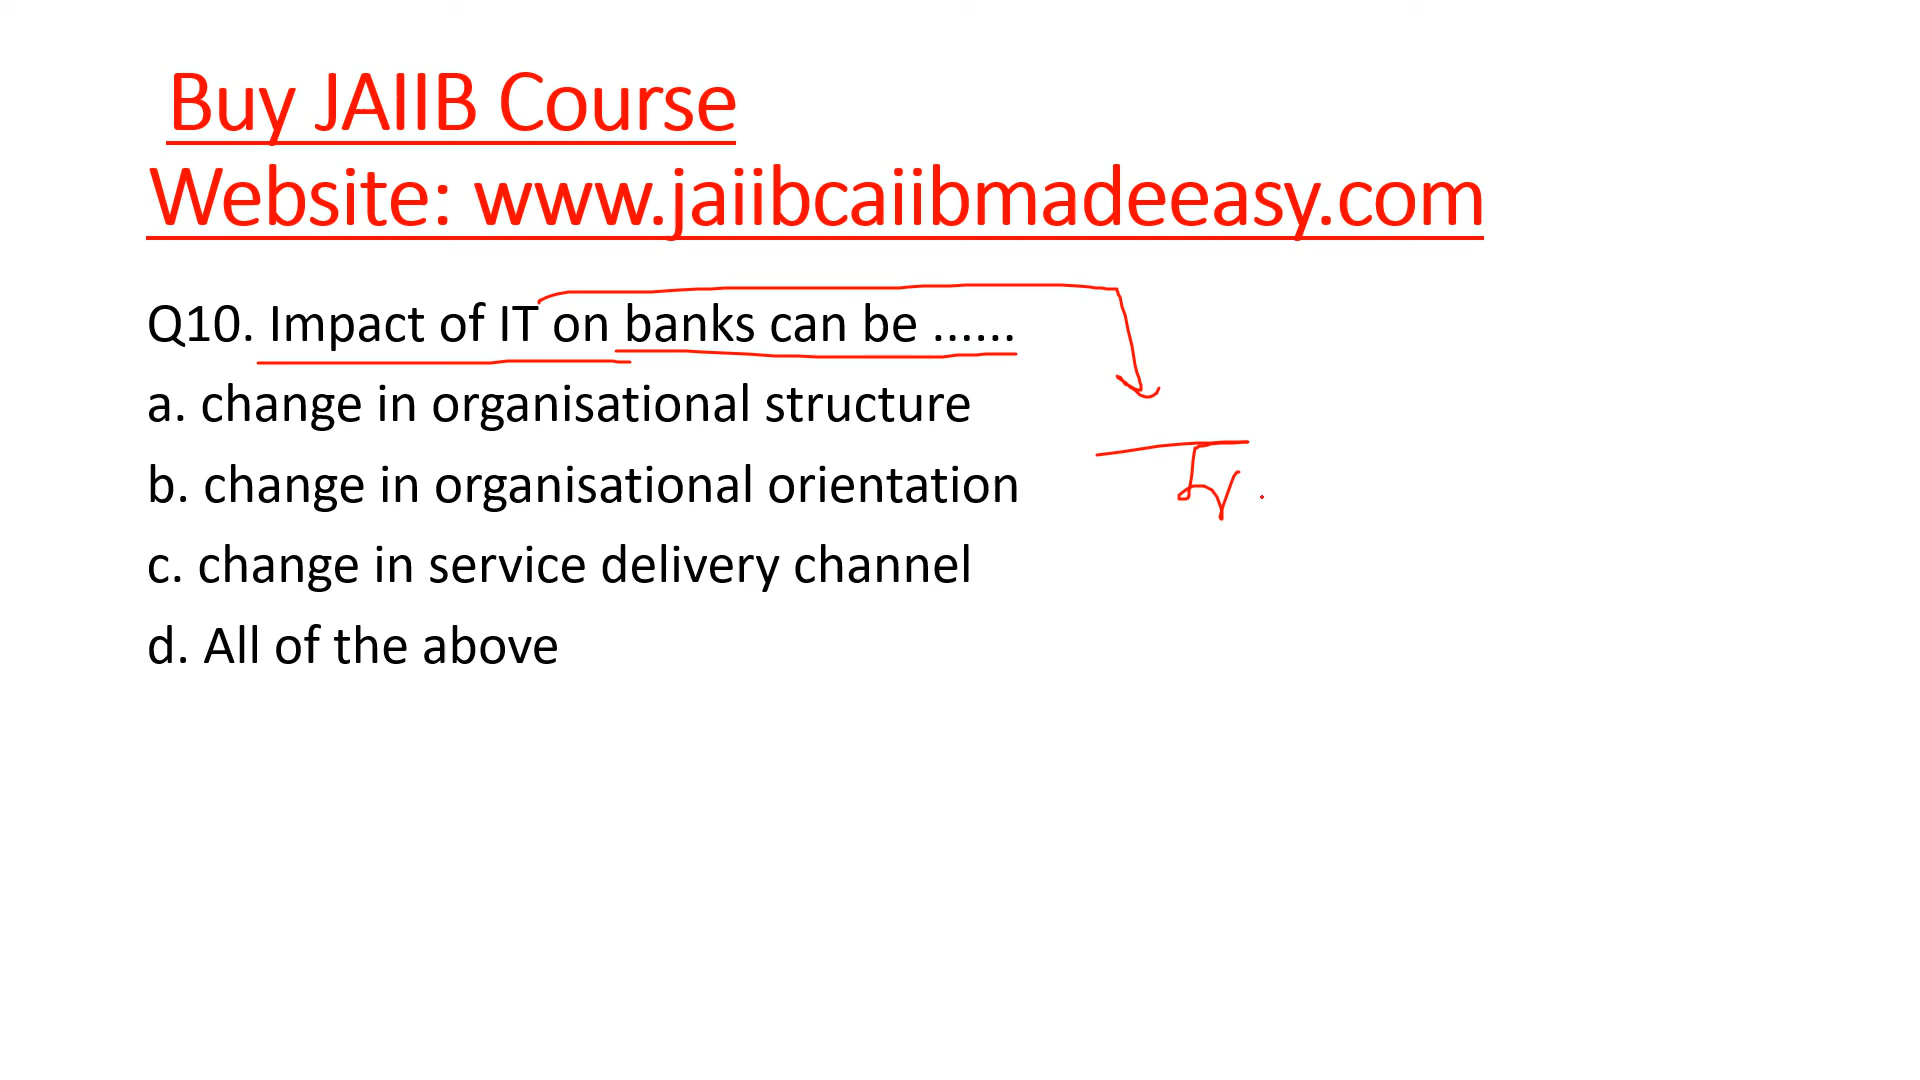 Buy JAIIB Course
Website: www.jaiibcaiibmadeeasy.com
Q10. Impact of IT on banks can be ......
a. change in organisational structure
b. change in organisational orientation
c. change in service delivery channel
d. All of the above